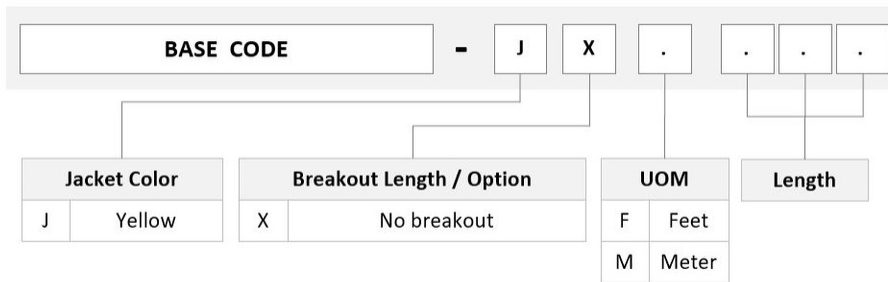 BASE CODE - J X . . . .
Jacket Color Breakout Length / Option UOM Length
J Yellow X No breakout F Feet
M Meter